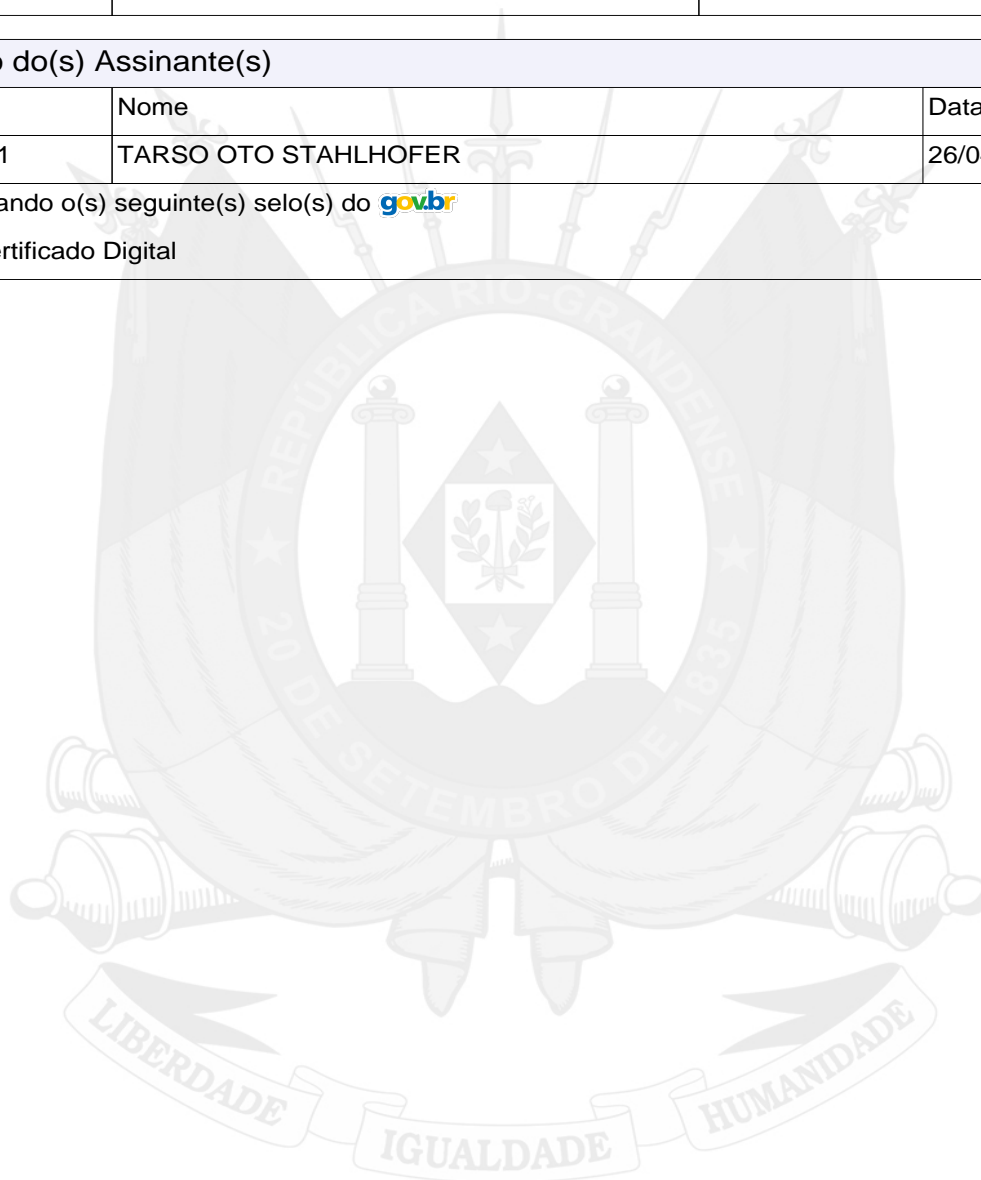 o do(s) Assinante(s)
Nome
Data
1
TARSO OTO STAHLHOFER
26/0
ando o(s) seguinte(s) selo(s) do gov.br
ertificado Digital
REPÚBLICA RIO-GRANDENSE
20 DE SETEMBRO DE 1835
LIBERDADE
IGUALDADE
HUMANIDADE